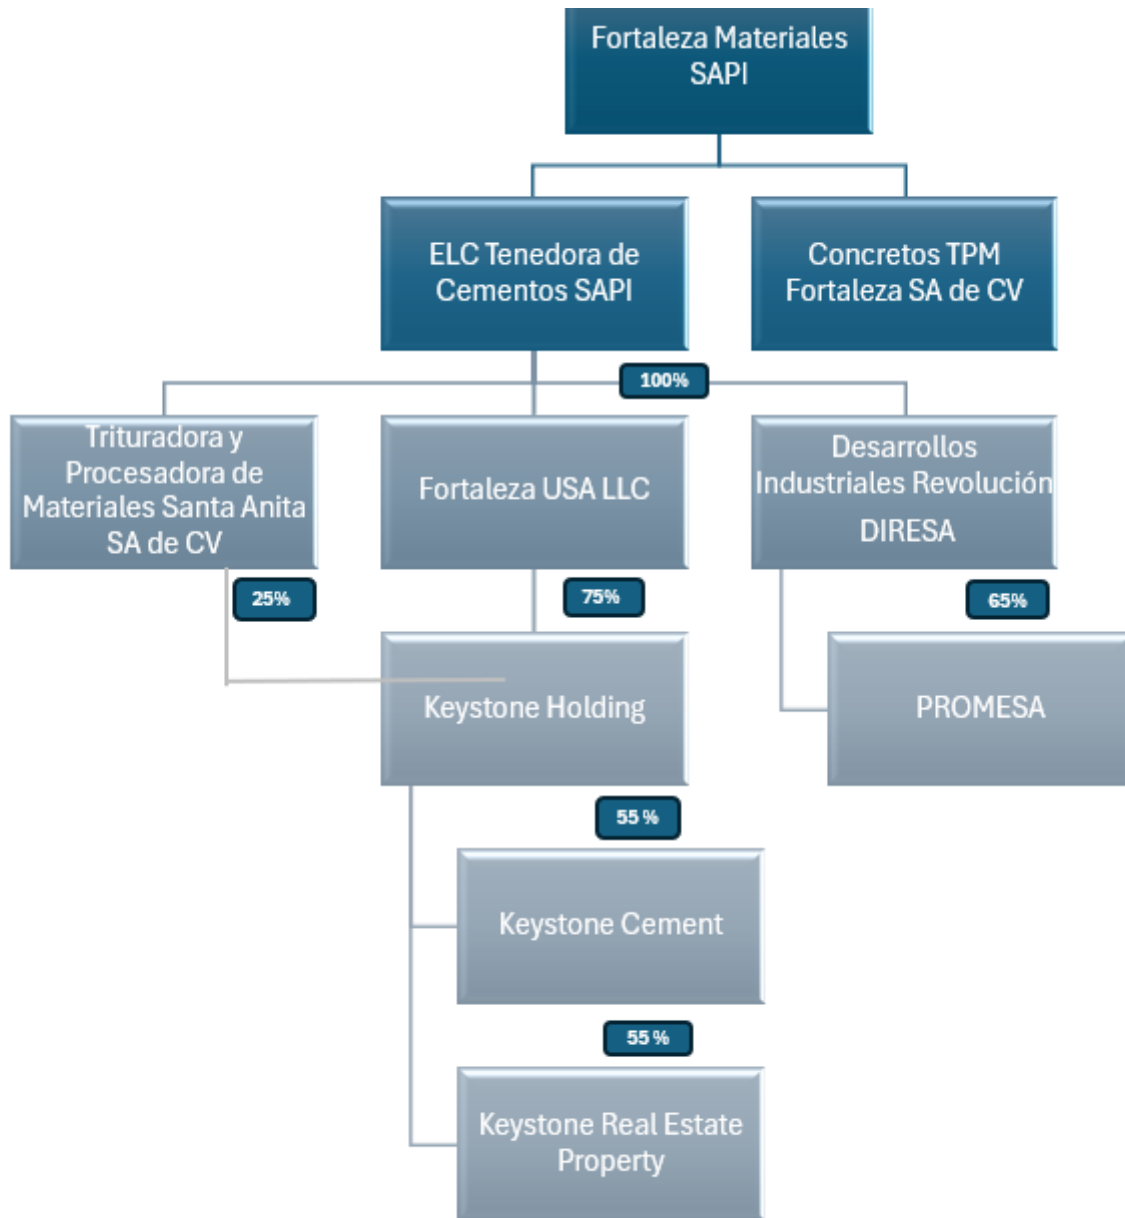 Fortaleza Materiales
SAPI
ELC Tenedora de
Cementos SAPI
Concretos TPM
Fortaleza SA de CV
100%
Trituradora y
Procesadora de
Materiales Santa Anita
SA de CV
Fortaleza USA LLC
Desarrollos
Industriales Revolución
DIRESA
25%
75%
65%
Keystone Holding
PROMESA
55 %
Keystone Cement
55 %
Keystone Real Estate
Property